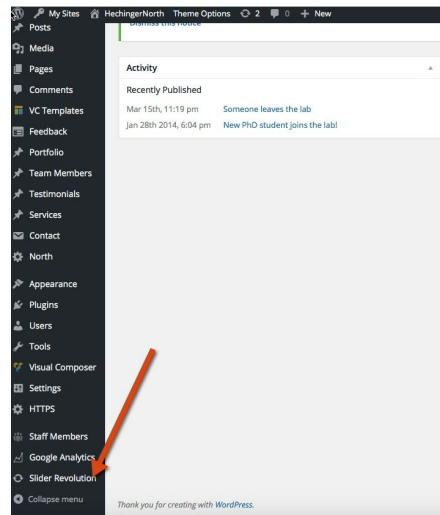 My Sites HechingerNorth Theme Options 2 0 + New
Posts
Dismiss this notice
Media
Pages
Comments
VC Templates
Feedback
Portfolio
Team Members
Testimonials
Services
Contact
North
Appearance
Plugins
Users
Tools
Visual Composer
Settings
HTTPS
Staff Members
Google Analytics
Slider Revolution
Collapse menu
Activity
Recently Published
Mar 15th, 11:19 pm Someone leaves the lab
Jan 28th 2014, 6:04 pm New PhD student joins the lab!
Thank you for creating with WordPress.